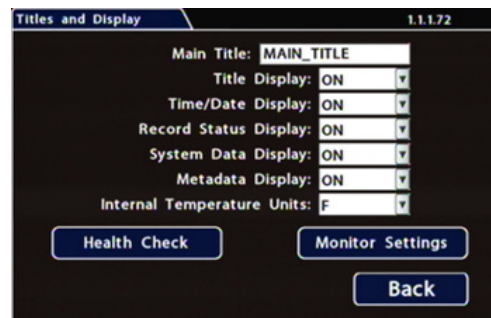 Titles and Display 1.1.1.72
Main Title: MAIN_TITLE
Title Display: ON
Time/Date Display: ON
Record Status Display: ON
System Data Display: ON
Metadata Display: ON
Internal Temperature Units: F
Health Check Monitor Settings
Back